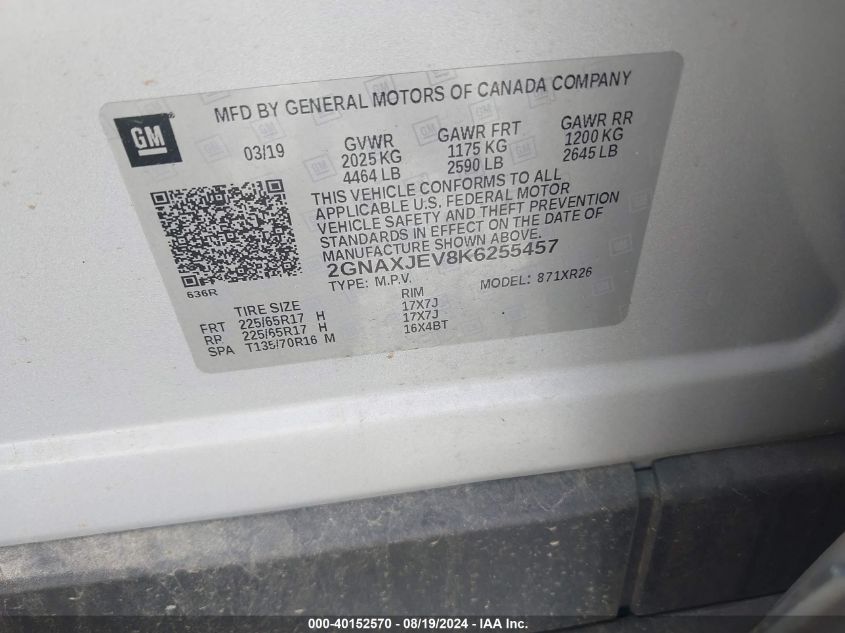 MFD BY GENERAL MOTORS OF CANADA COMPANY
GM
03/19
GVWR GAWR FRT GAWR RR
2025 KG 1175 KG 1200 KG
4464 LB 2590 LB 2645 LB
THIS VEHICLE CONFORMS TO ALL
APPLICABLE U.S. FEDERAL MOTOR
VEHICLE SAFETY AND THEFT PREVENTION
STANDARDS IN EFFECT ON THE DATE OF
MANUFACTURE SHOWN ABOVE.
2GNAXJEV8K6255457
636R
TYPE: M.P.V. MODEL: 871XR26
TIRE SIZE RIM
FRT 225/65R17 H 17X7J
RR 225/65R17 H 17X7J
SPA T135/70R16 M 16X4BT
000-40152570 - 08/19/2024 - IAA Inc.